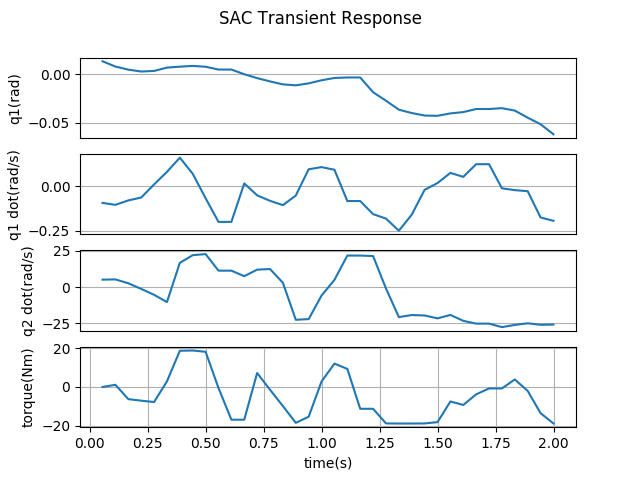 SAC Transient Response
0.00
−0.05
q1(rad)
0.00
−0.25
q1 dot(rad/s)
25
0
−25
q2 dot(rad/s)
20
0
−20
torque(Nm)
0.00 0.25 0.50 0.75 1.00 1.25 1.50 1.75 2.00
time(s)